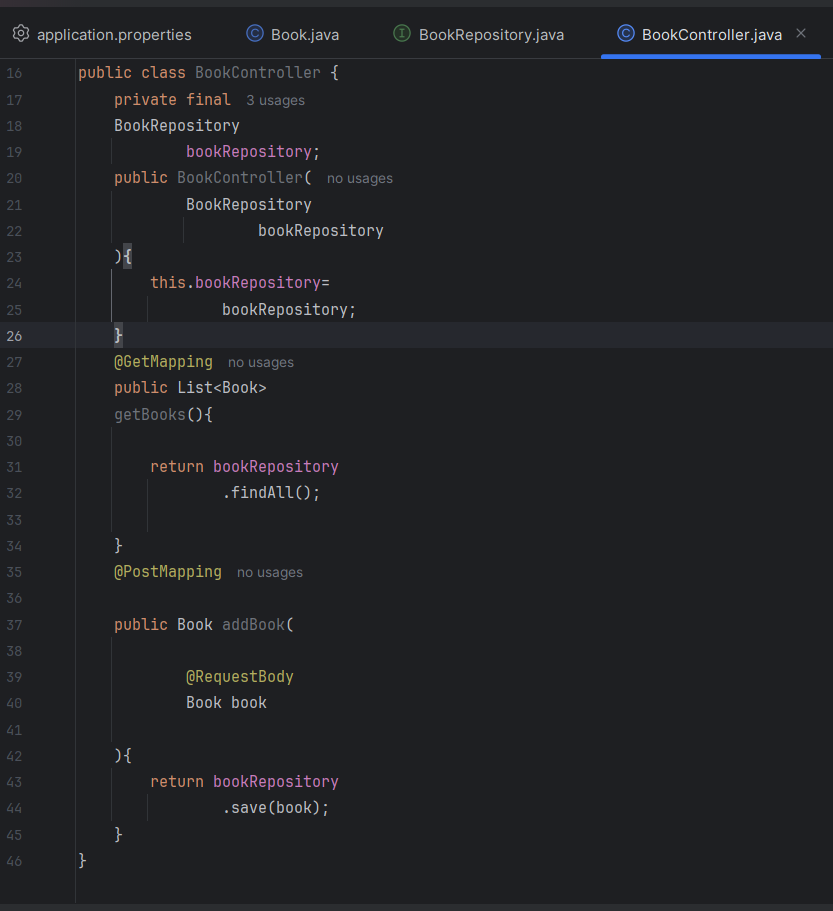 application.properties Book.java BookRepository.java BookController.java
16 public class BookController {
17 private final 3 usages
18 BookRepository
19 bookRepository;
20 public BookController( no usages
21 BookRepository
22 bookRepository
23 ){
24 this.bookRepository=
25 bookRepository;
26 }
27 @GetMapping no usages
28 public List<Book>
29 getBooks(){
30
31 return bookRepository
32 .findAll();
33
34 }
35 @PostMapping no usages
36
37 public Book addBook(
38
39 @RequestBody
40 Book book
41
42 ){
43 return bookRepository
44 .save(book);
45 }
46 }